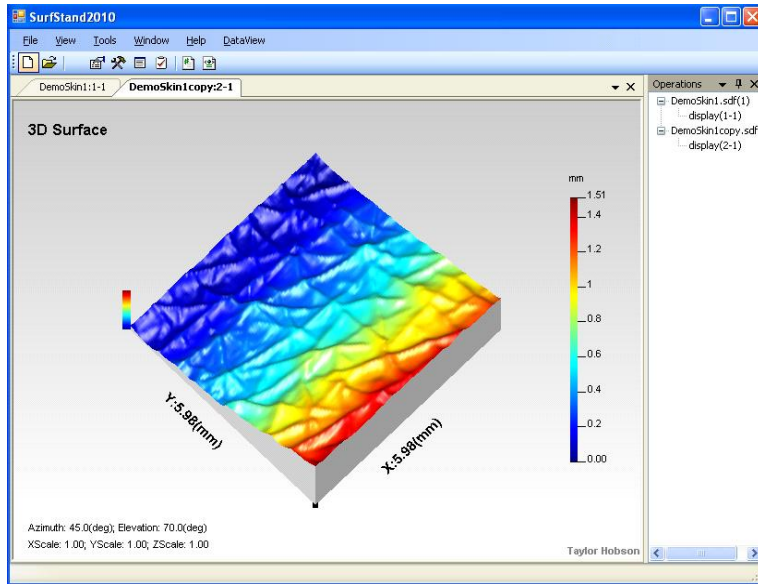 SurfStand2010
File View Tools Window Help DataView
DemoSkin1:1-1 DemoSkin1copy:2-1
Operations
DemoSkin1.sdf(1)
display(1-1)
DemoSkin1copy.sdf
display(2-1)
3D Surface
mm
1.51
1.4
1.2
1
0.8
0.6
0.4
0.2
0.00
Y:5.98(mm)
X:5.98(mm)
Azimuth: 45.0(deg); Elevation: 70.0(deg)
XScale: 1.00; YScale: 1.00; ZScale: 1.00
Taylor Hobson